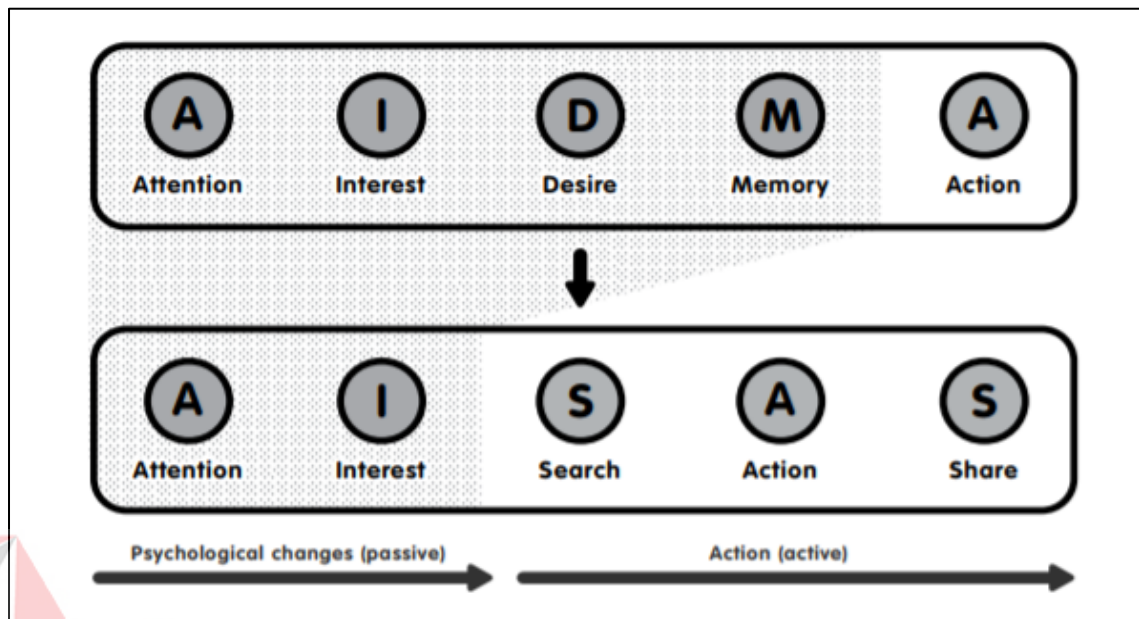 A I D M A
Attention Interest Desire Memory Action
A I S A S
Attention Interest Search Action Share
Psychological changes (passive) Action (active)